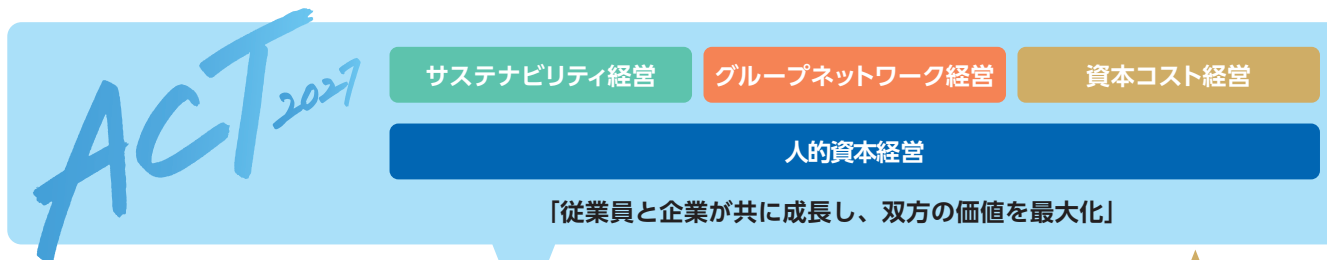 ACT 2027
サステナビリティ経営
グループネットワーク経営
資本コスト経営
人的資本経営
「従業員と企業が共に成長し、双方の価値を最大化」